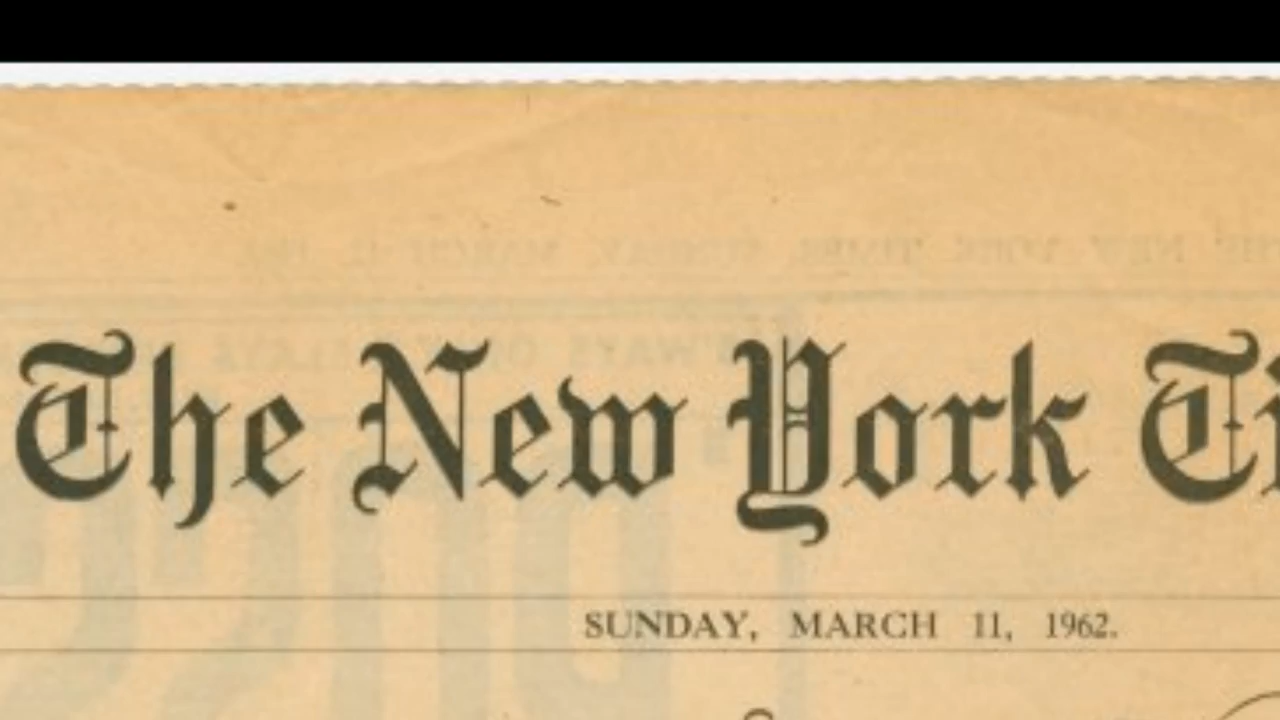 The New York Ti
SUNDAY, MARCH 11, 1962.